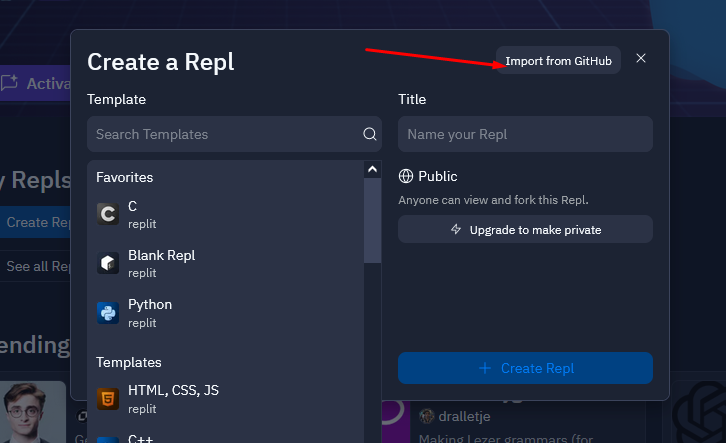 Create a Repl
Import from GitHub
Template
Title
Search Templates
Name your Repl
Favorites
C
replit
Blank Repl
replit
Python
replit
Templates
HTML, CSS, JS
replit
C++
Public
Anyone can view and fork this Repl.
Upgrade to make private
Create Repl
Activa
y Repls
Create Rep
See all Rep
ending
dralletje
Making Lezer grammars (for